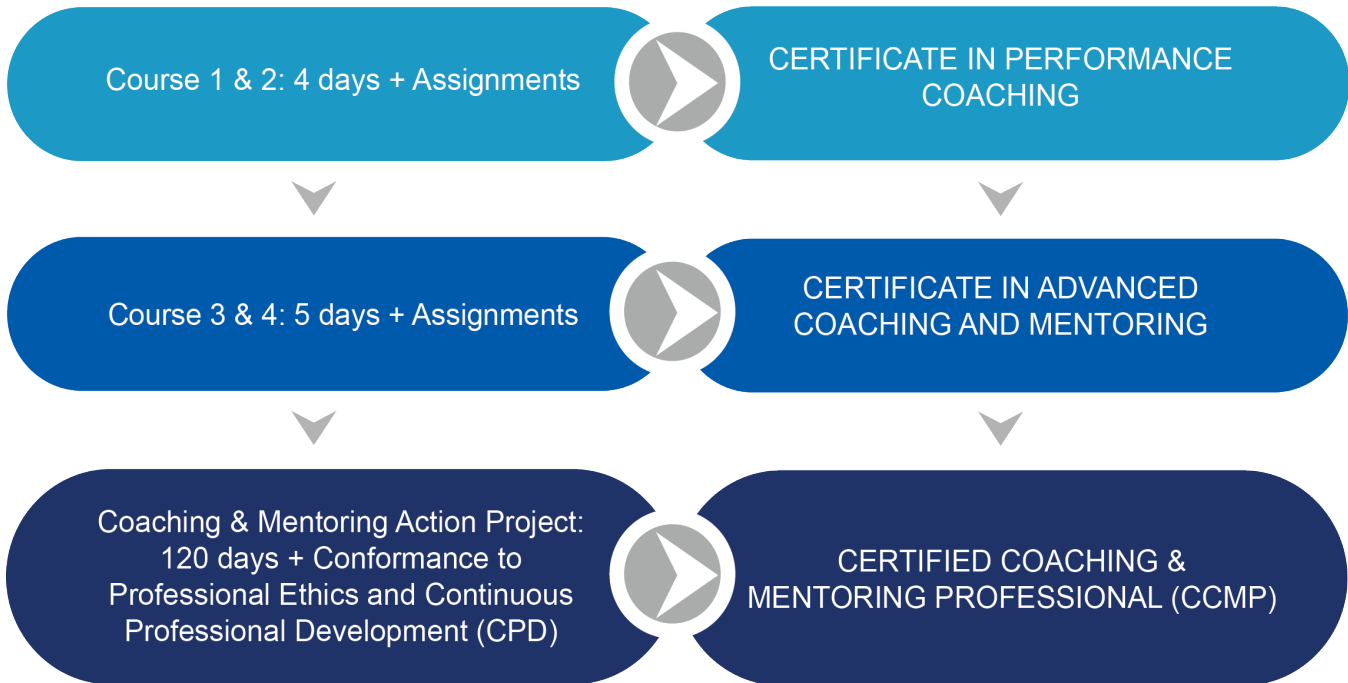 Course 1 & 2: 4 days + Assignments
CERTIFICATE IN PERFORMANCE
COACHING
Course 3 & 4: 5 days + Assignments
CERTIFICATE IN ADVANCED
COACHING AND MENTORING
Coaching & Mentoring Action Project:
120 days + Conformance to
Professional Ethics and Continuous
Professional Development (CPD)
CERTIFIED COACHING &
MENTORING PROFESSIONAL (CCMP)